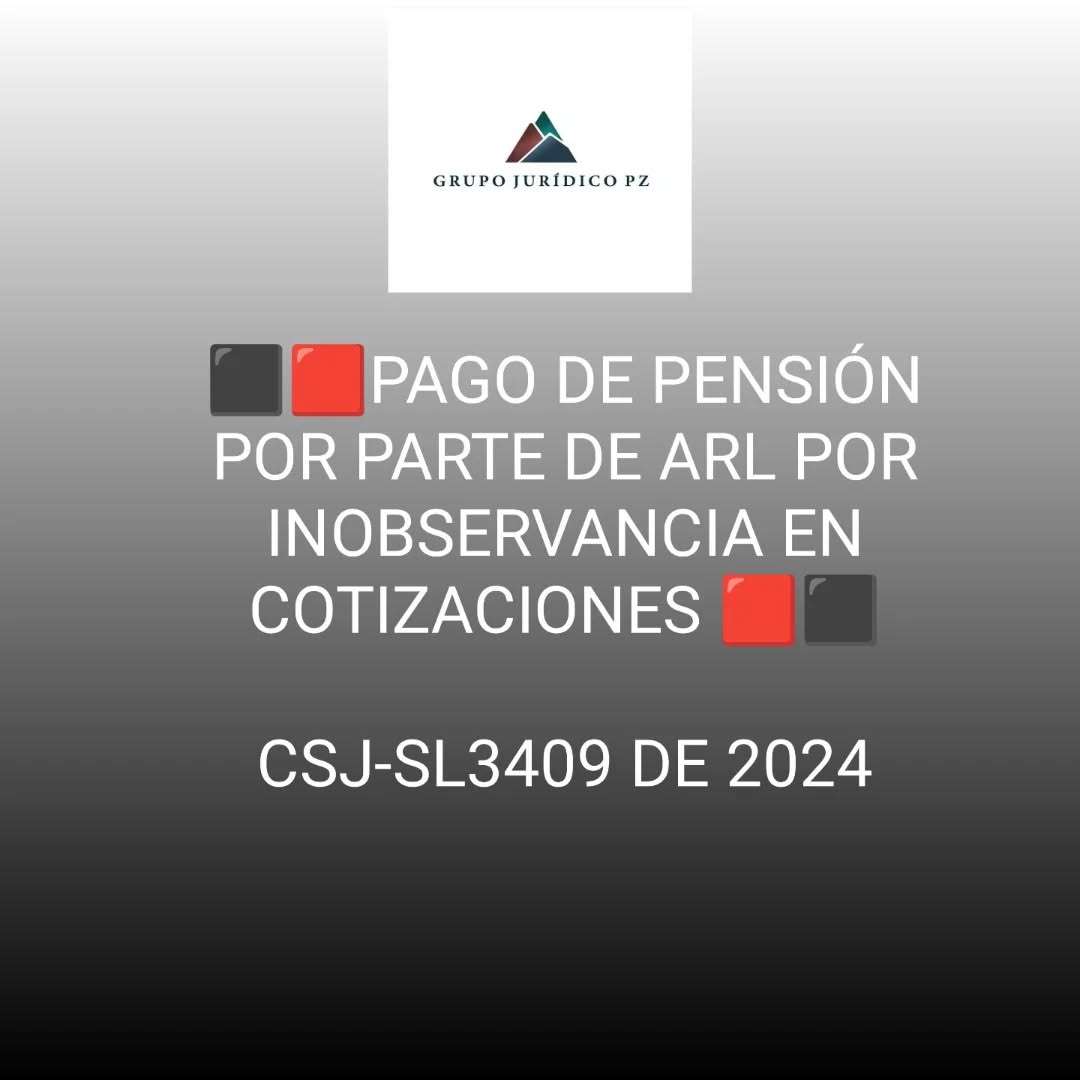 GRUPO JURÍDICO PZ
⬛🟥PAGO DE PENSIÓN
POR PARTE DE ARL POR
INOBSERVANCIA EN
COTIZACIONES 🟥⬛
CSJ-SL3409 DE 2024